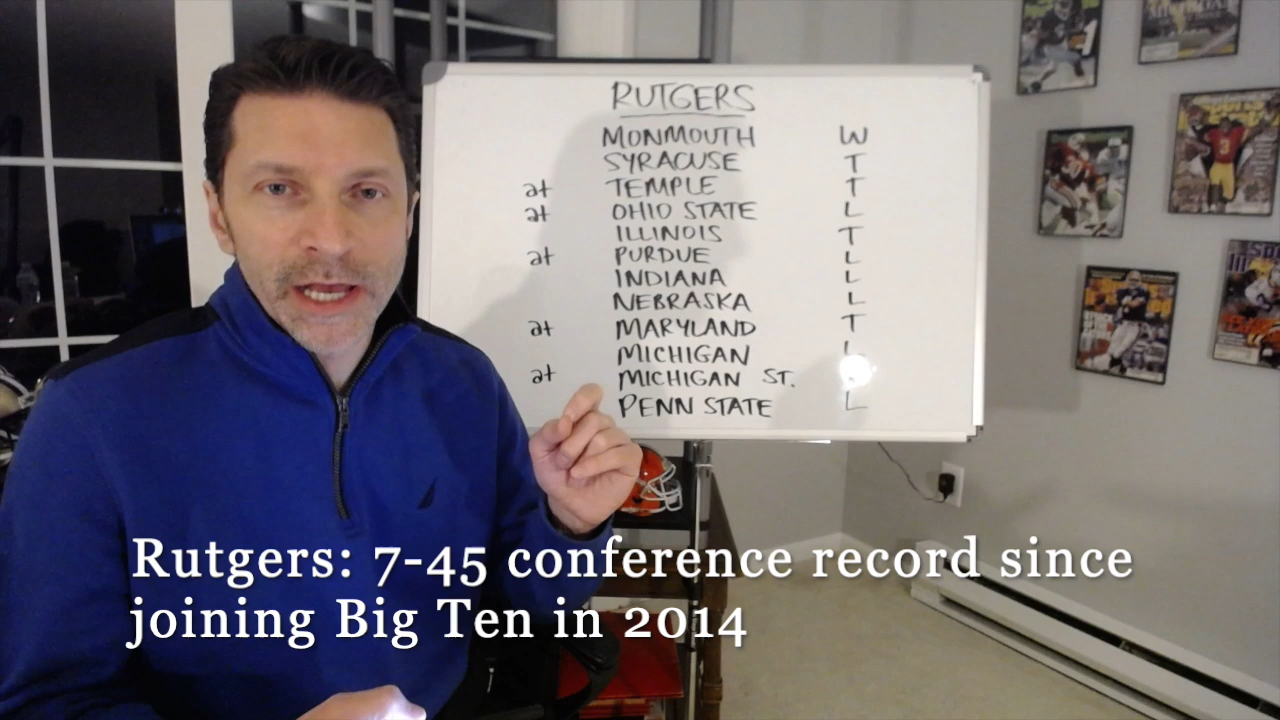 RUTGERS
MONMOUTH W
SYRACUSE T
at TEMPLE T
at OHIO STATE L
ILLINOIS T
at PURDUE L
INDIANA L
NEBRASKA L
at MARYLAND T
MICHIGAN L
at MICHIGAN ST.
PENN STATE L
Rutgers: 7-45 conference record since
joining Big Ten in 2014